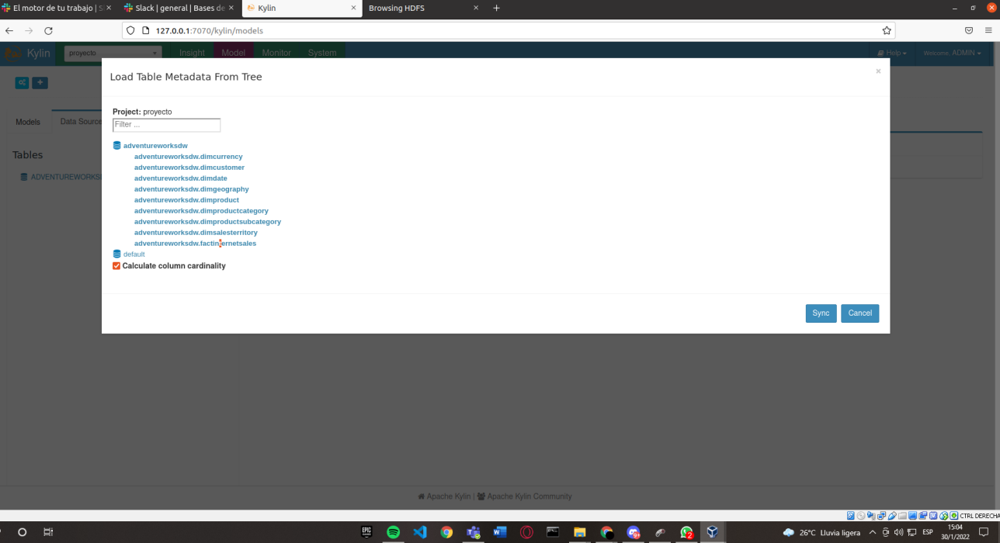 El motor de tu trabajo | S
Slack | general | Bases de
Kylin
Browsing HDFS
127.0.0.1:7070/kylin/models
Kylin
proyecto
Insight
Model
Monitor
System
Help
Welcome, ADMIN
Load Table Metadata From Tree
Models
Data Source
Tables
ADVENTUREWORKS
Project: proyecto
Filter ...
adventureworksdw
adventureworksdw.dimcurrency
adventureworksdw.dimcustomer
adventureworksdw.dimdate
adventureworksdw.dimgeography
adventureworksdw.dimproduct
adventureworksdw.dimproductcategory
adventureworksdw.dimproductsubcategory
adventureworksdw.dimsalesterritory
adventureworksdw.factinternetsales
default
Calculate column cardinality
Sync
Cancel
Apache Kylin | Apache Kylin Community
CTRL DERECHA
EPIC
26°C Lluvia ligera
ESP
15:04
30/1/2022